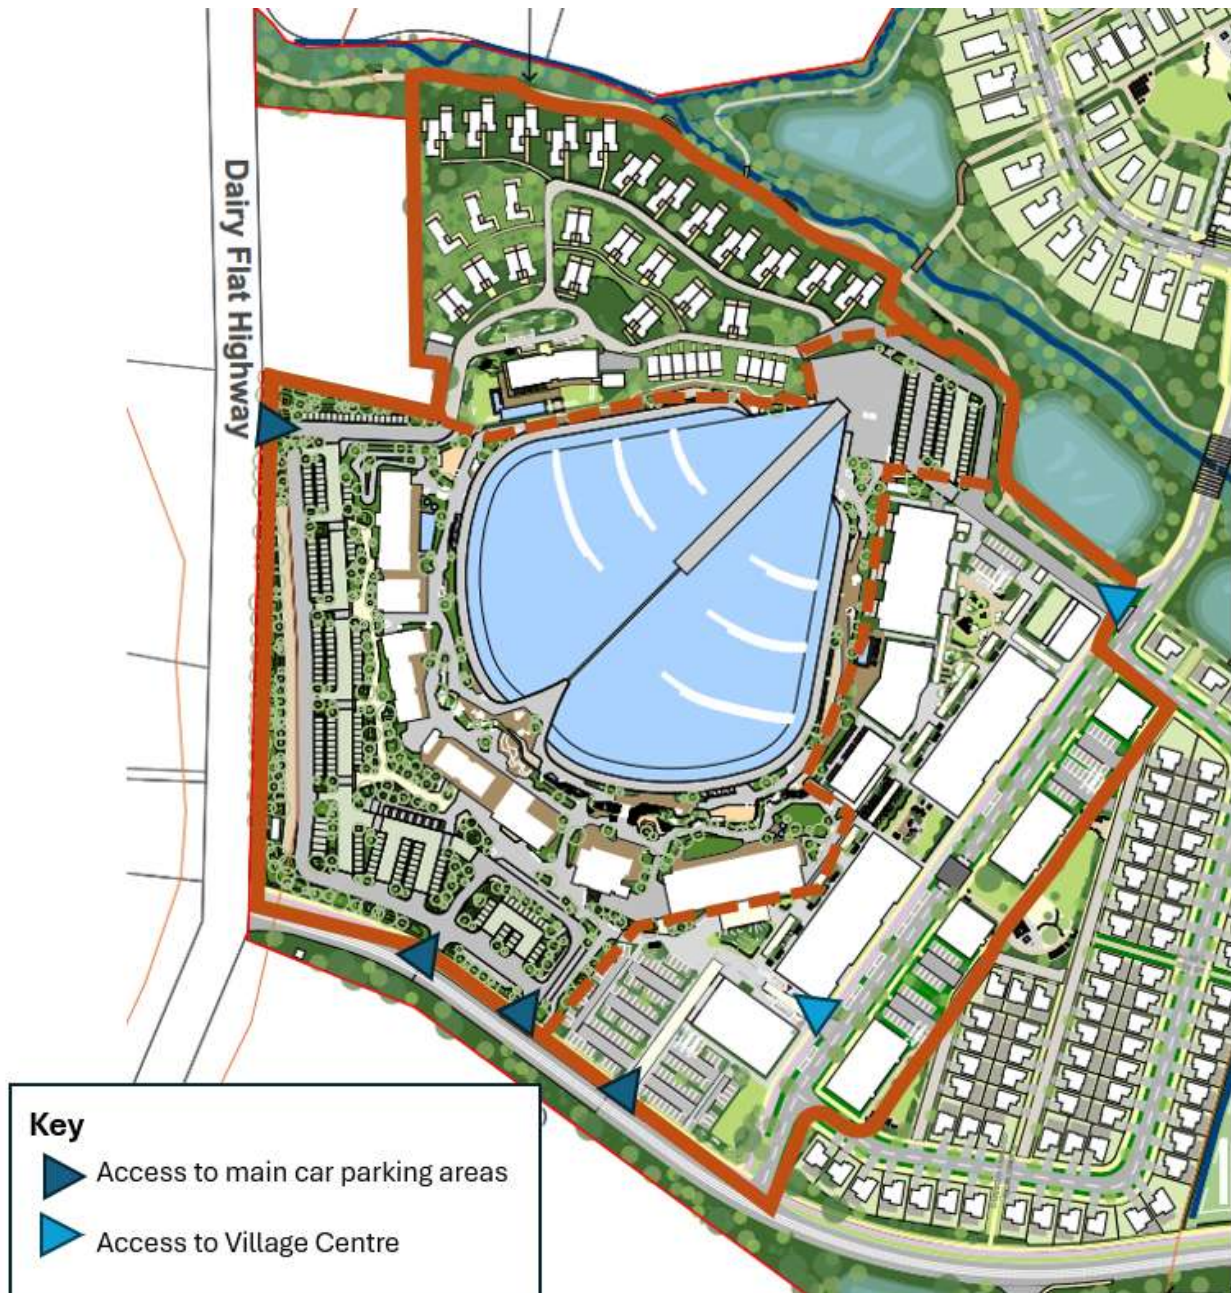 Dairy Flat Highway
Key
Access to main car parking areas
Access to Village Centre